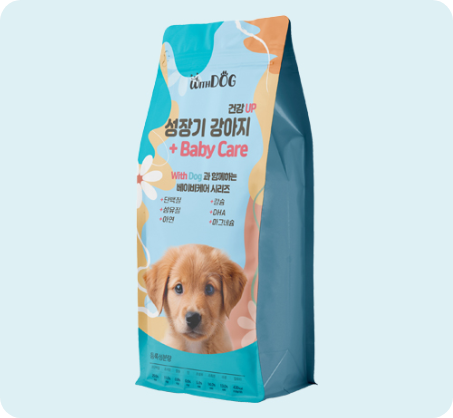 WITHDOG
건강 UP
성장기 강아지
+ Baby Care
With Dog 과 함께하는
베이비케어 시리즈
+단백질 +칼슘
+섬유질 +DHA
+아연 +마그네슘